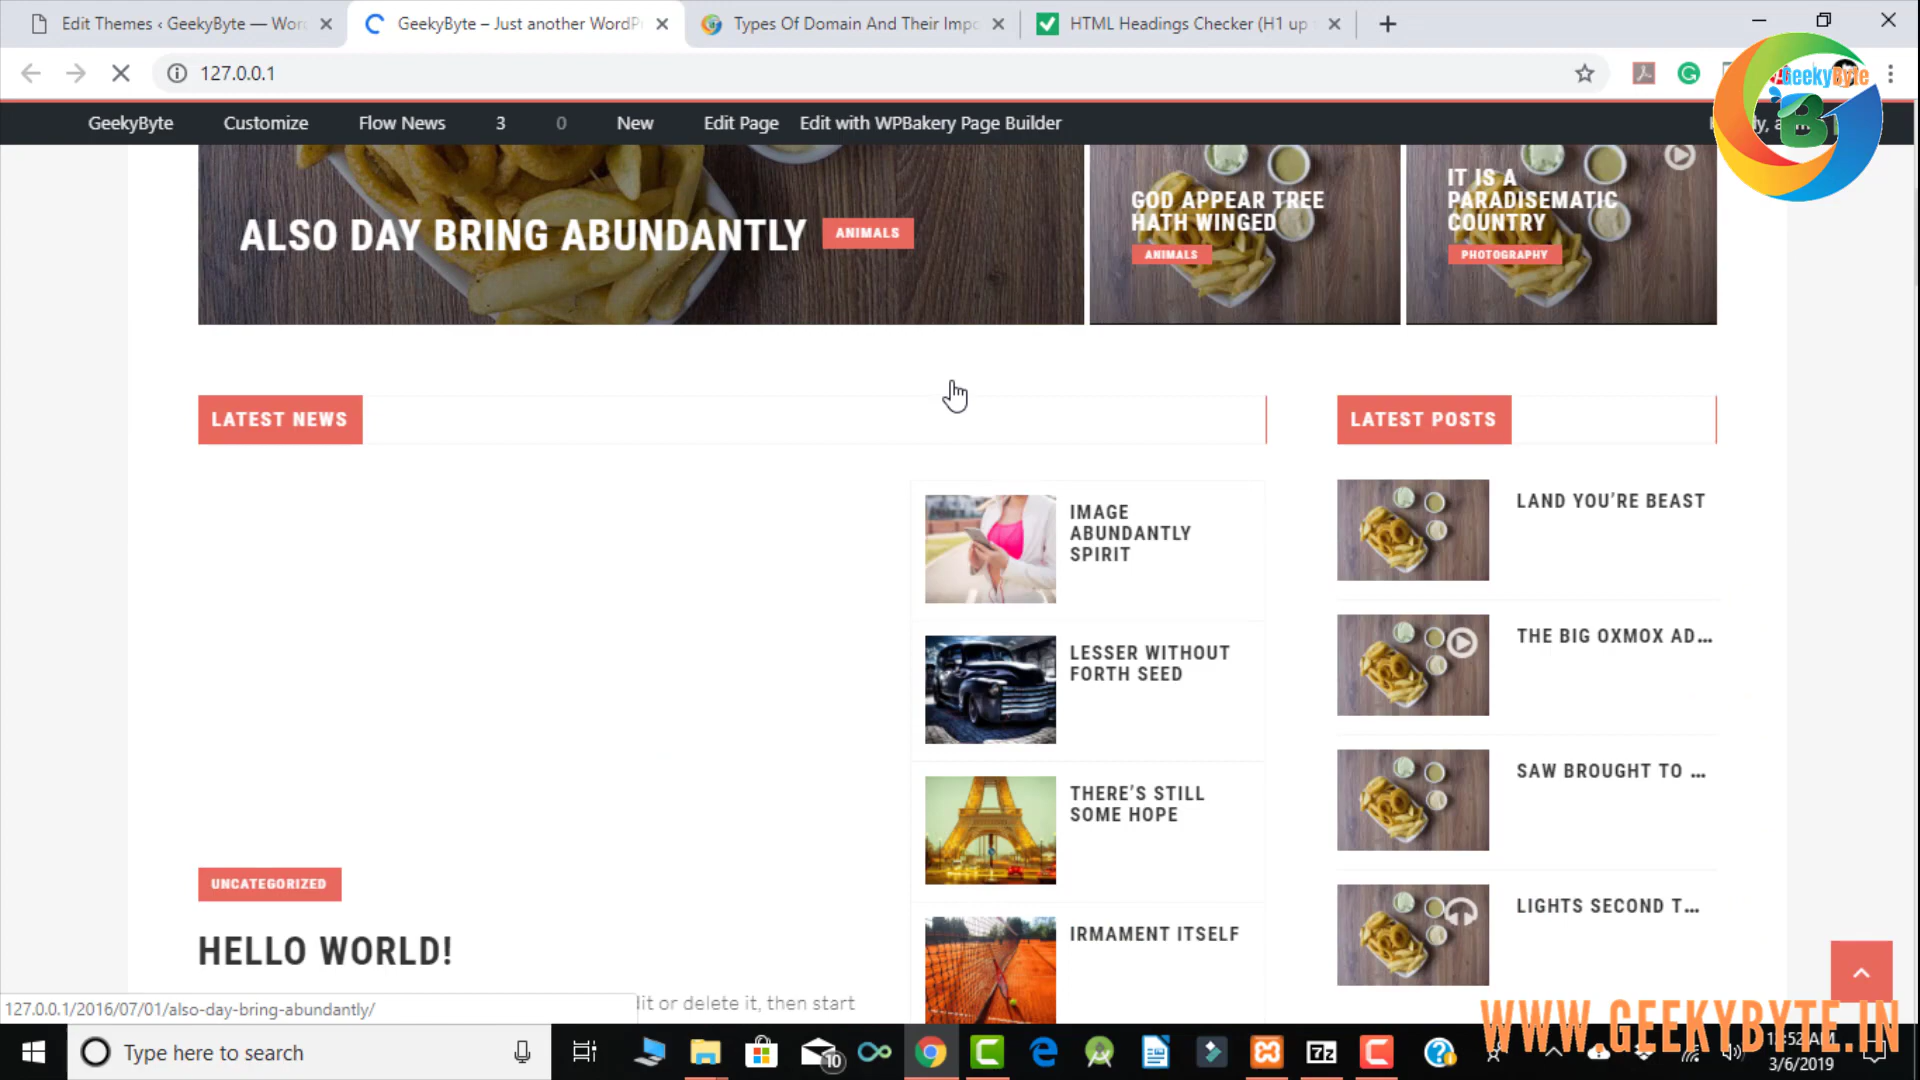 Edit Themes ‹ GeekyByte — Wor
GeekyByte – Just another WordP
Types Of Domain And Their Impo
HTML Headings Checker (H1 up
127.0.0.1
GeekyByte
GeekyByte
Customize
Flow News
3
0
New
Edit Page
Edit with WPBakery Page Builder
B
ALSO DAY BRING ABUNDANTLY
ANIMALS
GOD APPEAR TREE
HATH WINGED
ANIMALS
IT IS A
PARADISEMATIC
COUNTRY
PHOTOGRAPHY
LATEST NEWS
LATEST POSTS
IMAGE
ABUNDANTLY
SPIRIT
LESSER WITHOUT
FORTH SEED
THERE'S STILL
SOME HOPE
IRMAMENT ITSELF
LAND YOU'RE BEAST
THE BIG OXMOX AD...
SAW BROUGHT TO ...
LIGHTS SECOND T...
UNCATEGORIZED
HELLO WORLD!
dit or delete it, then start
127.0.0.1/2016/07/01/also-day-bring-abundantly/
WWW.GEEKYBYTE.IN
Type here to search
10
7z
3/6/2019